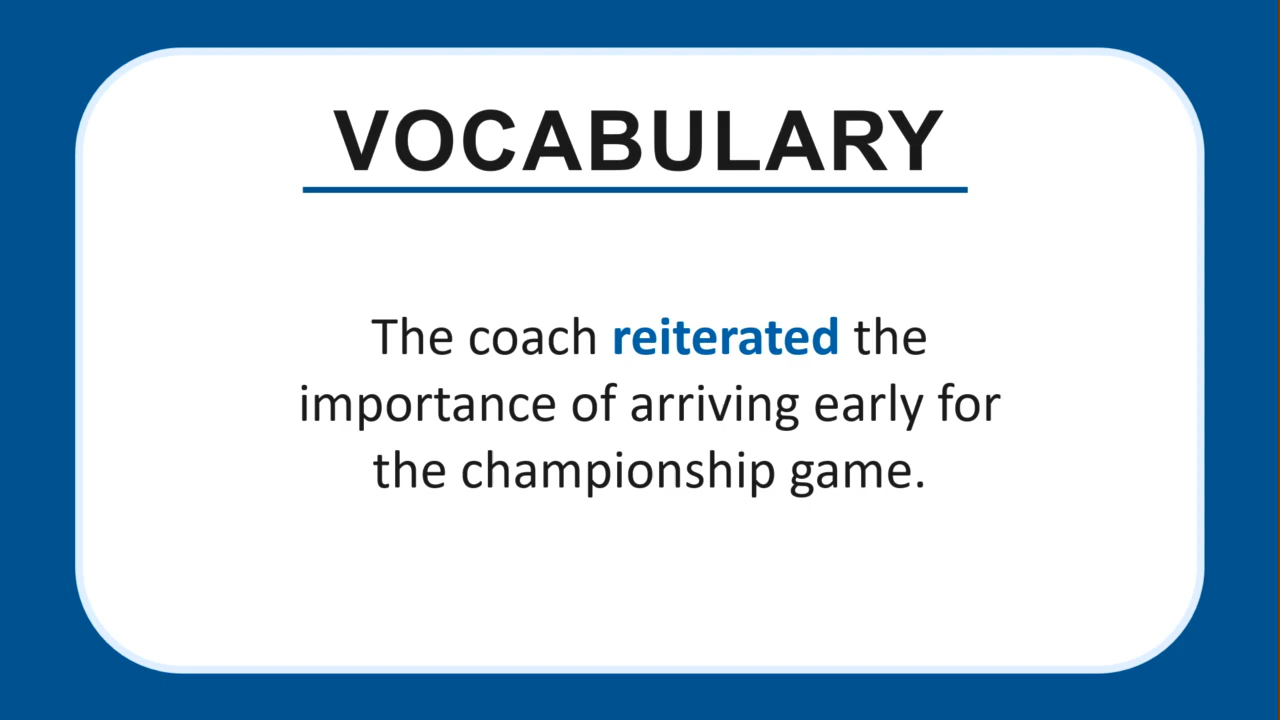 VOCABULARY
The coach reiterated the
importance of arriving early for
the championship game.